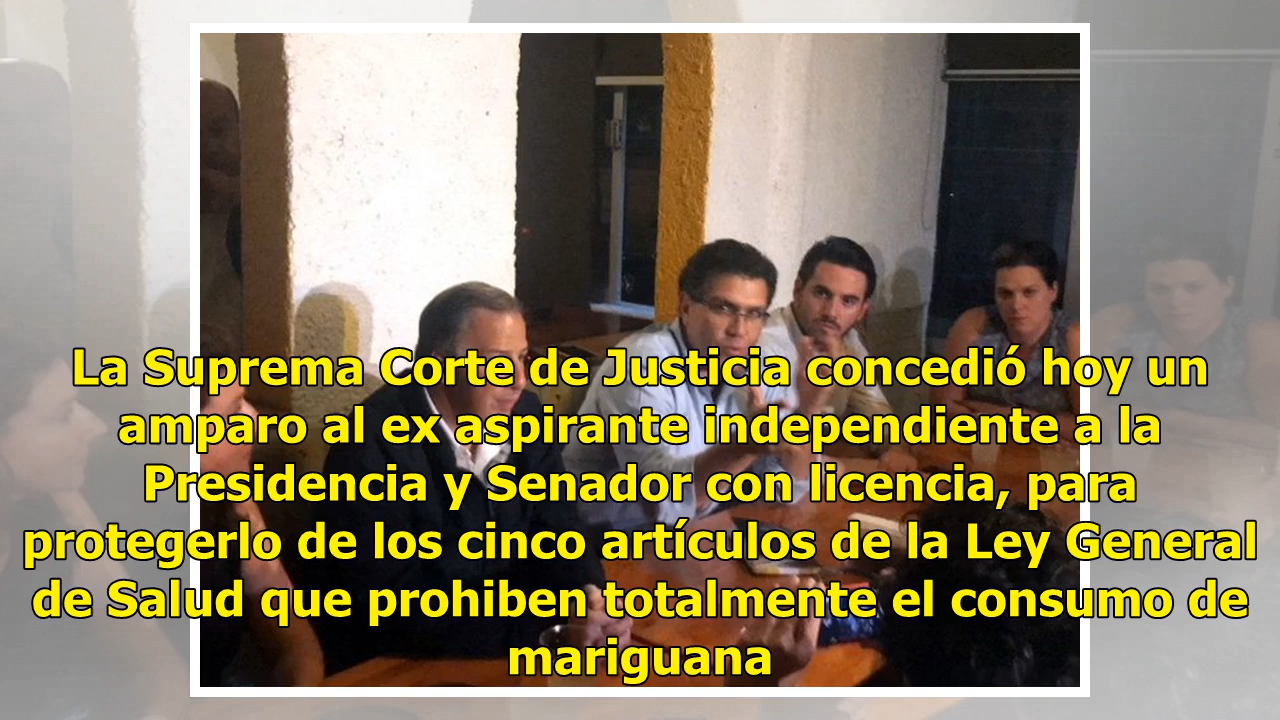 La Suprema Corte de Justicia concedió hoy un
amparo al ex aspirante independiente a la
Presidencia y Senador con licencia, para
protegerlo de los cinco artículos de la Ley General
de Salud que prohiben totalmente el consumo de
mariguana